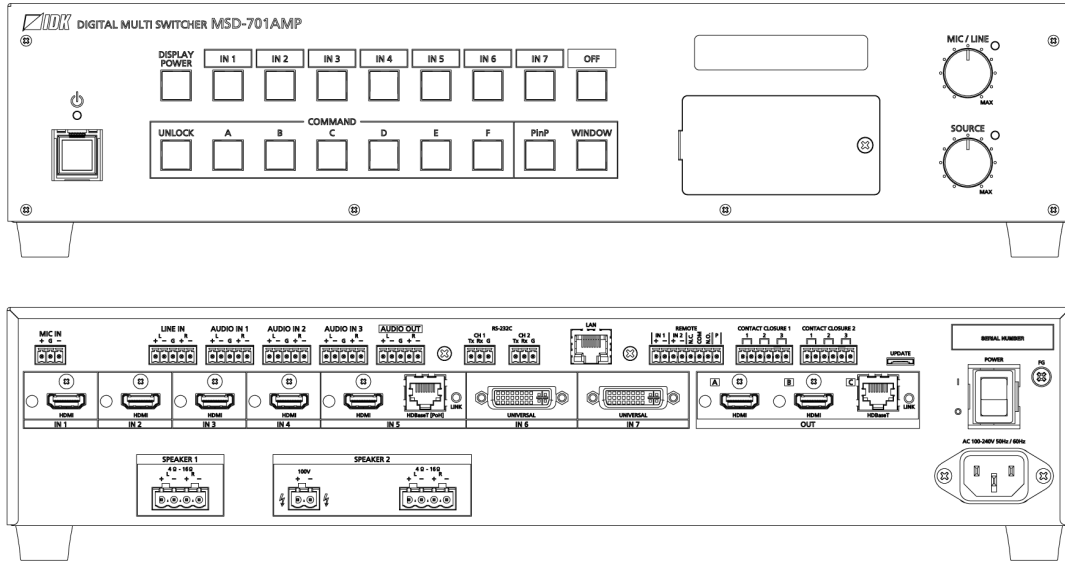 IDK DIGITAL MULTI SWITCHER MSD-701AMP
DISPLAY POWER IN 1 IN 2 IN 3 IN 4 IN 5 IN 6 IN 7 OFF
COMMAND
UNLOCK A B C D E F PinP WINDOW
MIC / LINE
MAX
SOURCE
MAX
MIC IN
+ G -
LINE IN
L R
+ - G + -
AUDIO IN 1
L R
+ - G + -
AUDIO IN 2
L R
+ - G + -
AUDIO IN 3
L R
+ - G + -
AUDIO OUT
L R
+ - G + -
RS-232C
CH 1 CH 2
Tx Rx G Tx Rx G
LAN
REMOTE
IN 1 IN 2 N.C. COM N.O. P
+ - + -
CONTACT CLOSURE 1
1 2 3
CONTACT CLOSURE 2
1 2 3
UPDATE
SERIAL NUMBER
POWER
I
O
FG
HDMI HDMI HDMI HDMI HDMI HDBaseT [PoH] LINK UNIVERSAL UNIVERSAL
IN 1 IN 2 IN 3 IN 4 IN 5 IN 6 IN 7
A B C
HDMI HDMI HDBaseT LINK
OUT
AC 100-240V 50Hz / 60Hz
SPEAKER 1
4Ω - 16Ω
L R
+ - + -
SPEAKER 2
100V
+ -
4Ω - 16Ω
L R
+ - + -